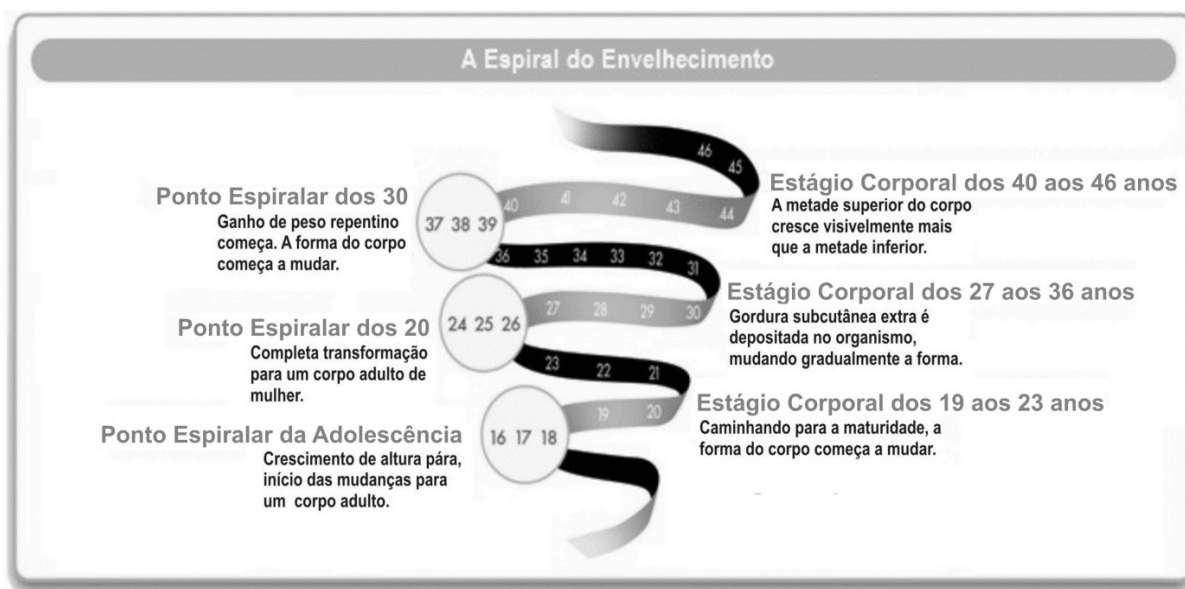 A Espiral do Envelhecimento
46
45
Ponto Espiralar dos 30
Ganho de peso repentino
começa. A forma do corpo
começa a mudar.
37 38 39
40 41 42 43 44
Estágio Corporal dos 40 aos 46 anos
A metade superior do corpo
cresce visivelmente mais
que a metade inferior.
36 35 34 33 32 31
Ponto Espiralar dos 20
Completa transformação
para um corpo adulto de
mulher.
24 25 26
27 28 29 30
Estágio Corporal dos 27 aos 36 anos
Gordura subcutânea extra é
depositada no organismo,
mudando gradualmente a forma.
23 22 21
Ponto Espiralar da Adolescência
Crescimento de altura pára,
início das mudanças para
um corpo adulto.
16 17 18
19 20
Estágio Corporal dos 19 aos 23 anos
Caminhando para a maturidade, a
forma do corpo começa a mudar.